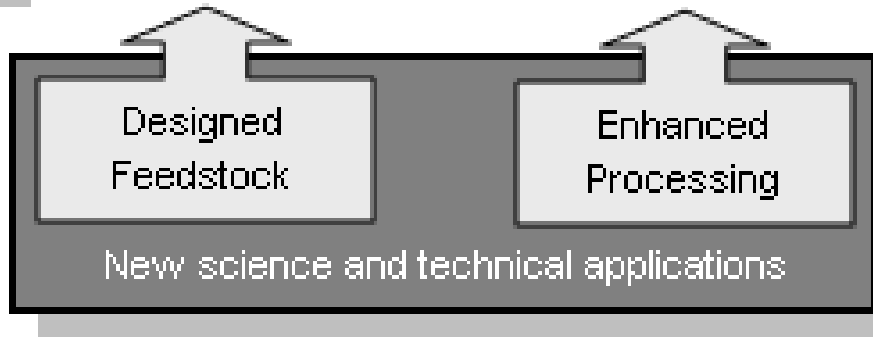 Designed
Feedstock
Enhanced
Processing
New science and technical applications